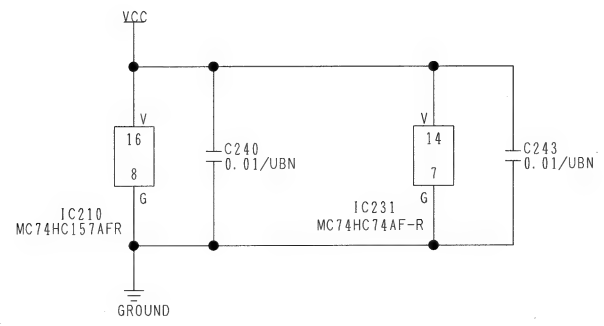 VCC
V
16
8
G
IC210
MC74HC157AFR
C240
0.01/UBN
V
14
7
G
IC231
MC74HC74AF-R
C243
0.01/UBN
GROUND